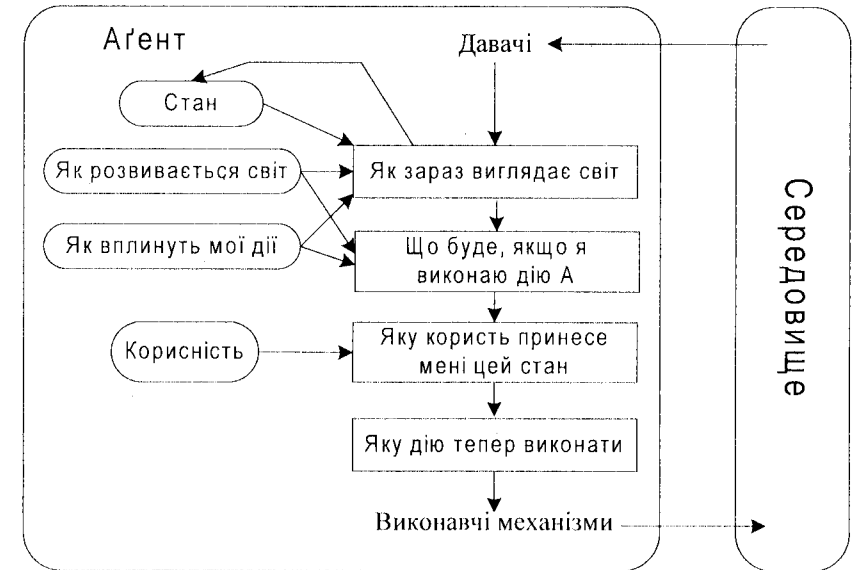 Аґент
Давачі
Стан
Як розвивається світ
Як зараз виглядає світ
Як вплинуть мої дії
Що буде, якщо я
виконаю дію А
Корисність
Яку користь принесе
мені цей стан
Яку дію тепер виконати
Виконавчі механізми
Середовище